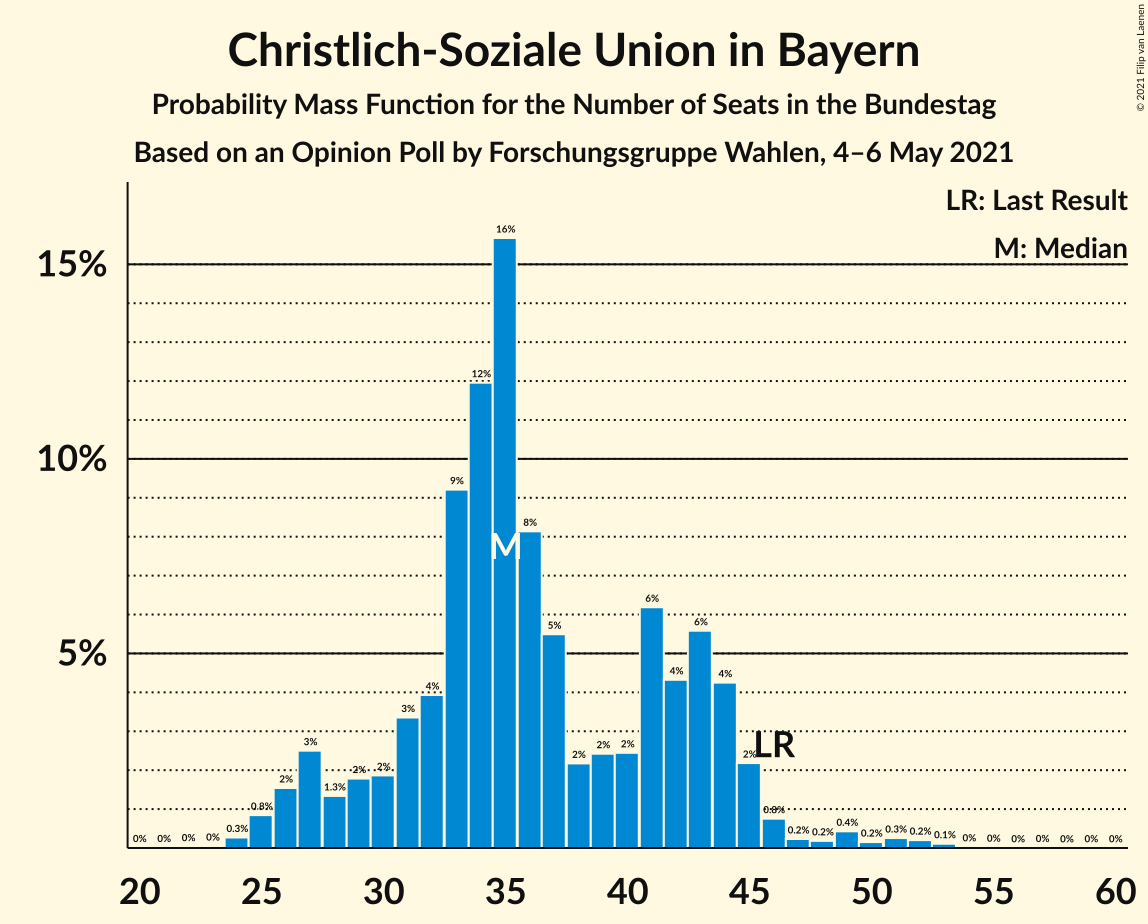 Christlich-Soziale Union in Bayern
Probability Mass Function for the Number of Seats in the Bundestag
Based on an Opinion Poll by Forschungsgruppe Wahlen, 4–6 May 2021
© 2021 Filip van Laenen
LR: Last Result
M: Median
15%
10%
5%
0% 0% 0% 0% 0.3% 0.8% 2% 3% 1.3% 2% 2% 3% 4% 9% 12% 16% 8% 5% 2% 2% 2% 6% 4% 6% 4% 2% 0.8% 0.2% 0.2% 0.4% 0.2% 0.3% 0.2% 0.1% 0% 0% 0% 0% 0% 0% 0%
M
LR
20 25 30 35 40 45 50 55 60